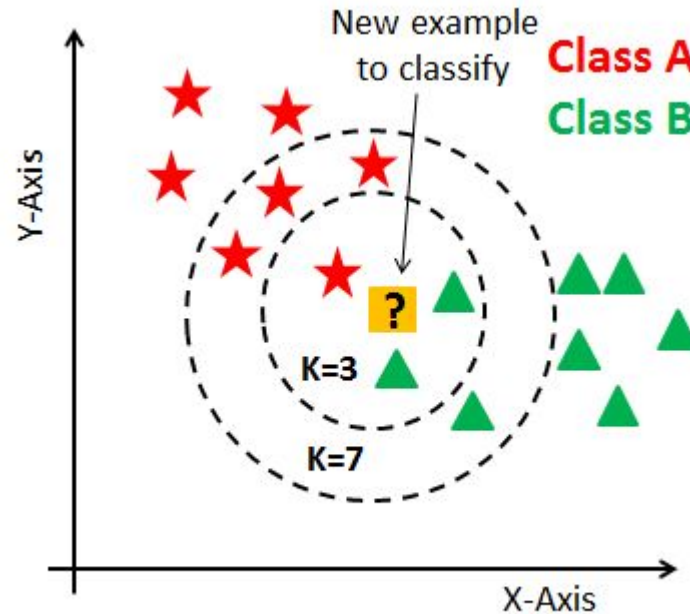 New example
to classify
Class A
Class B
Y-Axis
?
K=3
K=7
X-Axis